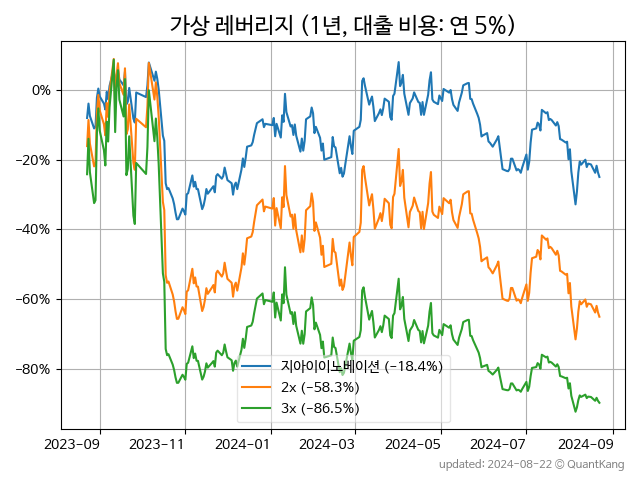 가상 레버리지 (1년, 대출 비용: 연 5%)
0%
−20%
−40%
−60%
−80%
지아이이노베이션 (−18.4%)
2x (−58.3%)
3x (−86.5%)
2023-09 2023-11 2024-01 2024-03 2024-05 2024-07 2024-09
updated: 2024-08-22 © QuantKang